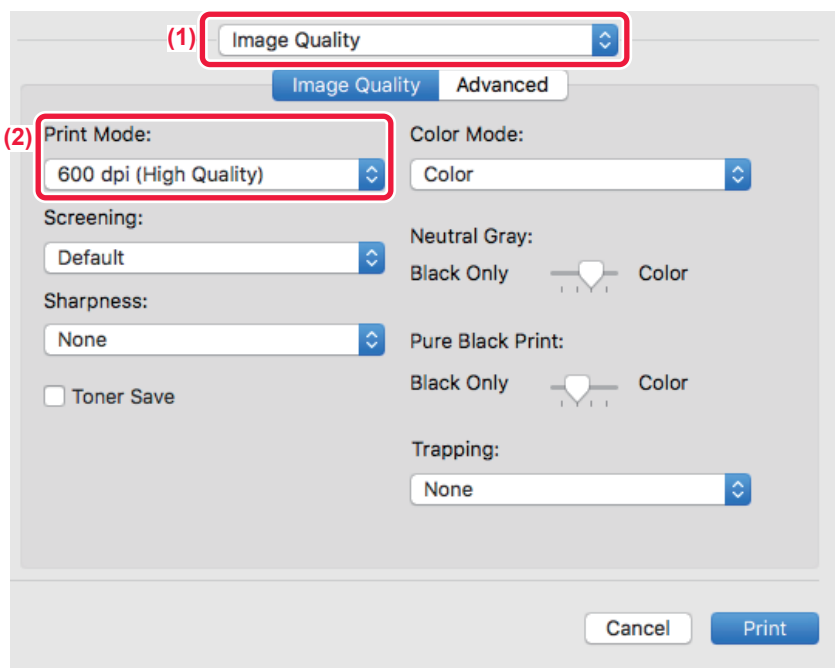 (1)
Image Quality
Image Quality
Advanced
(2)
Print Mode:
600 dpi (High Quality)
Screening:
Default
Sharpness:
None
Toner Save
Color Mode:
Color
Neutral Gray:
Black Only Color
Pure Black Print:
Black Only Color
Trapping:
None
Cancel
Print